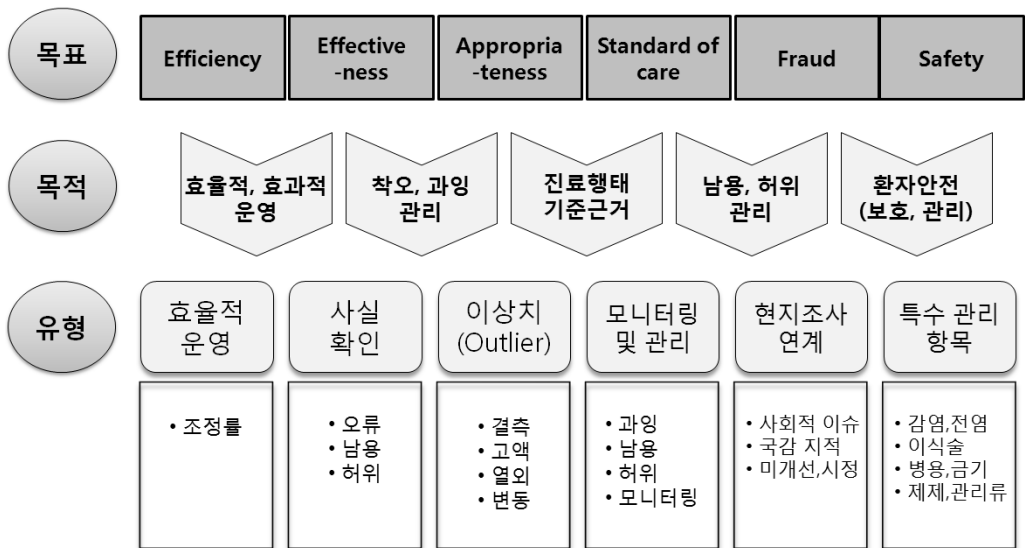 목표
Efficiency
Effective
-ness
Appropria
-teness
Standard of
care
Fraud
Safety
목적
효율적, 효과적
운영
착오, 과잉
관리
진료행태
기준근거
남용, 허위
관리
환자안전
(보호, 관리)
유형
효율적
운영
사실
확인
이상치
(Outlier)
모니터링
및 관리
현지조사
연계
특수 관리
항목
• 조정률
• 오류
• 남용
• 허위
• 결측
• 고액
• 열외
• 변동
• 과잉
• 남용
• 허위
• 모니터링
• 사회적 이슈
• 국감 지적
• 미개선,시정
• 감염,전염
• 이식술
• 병용,금기
• 제제,관리류